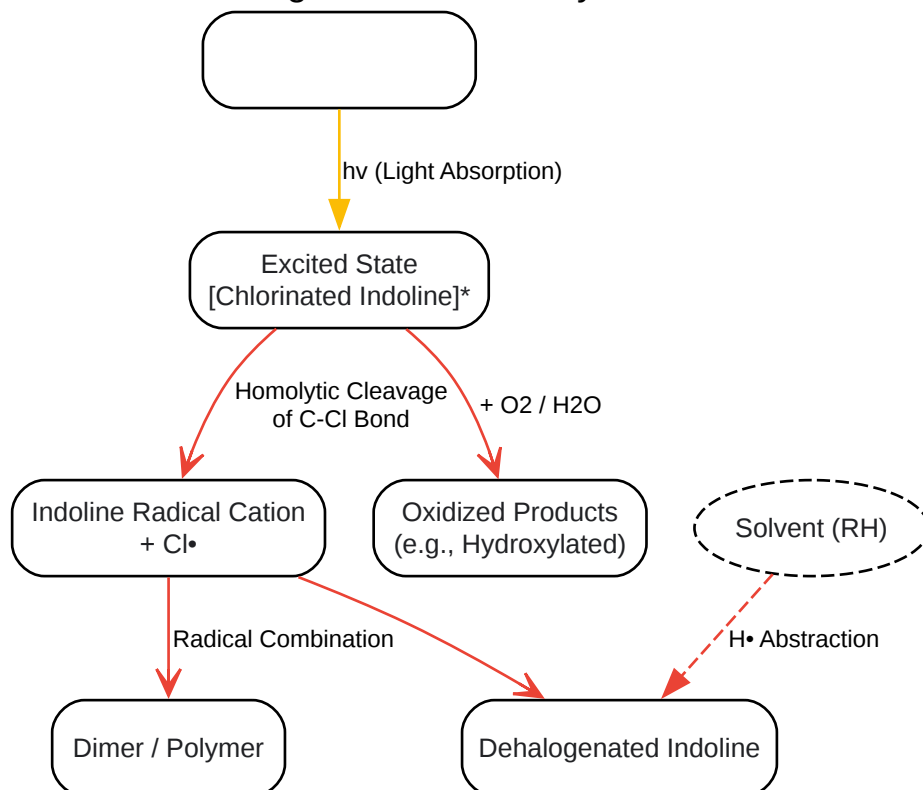 hv (Light Absorption)
Excited State
[Chlorinated Indoline]*
Homolytic Cleavage
of C-Cl Bond
+ O2 / H2O
Indoline Radical Cation
+ Cl•
Oxidized Products
(e.g., Hydroxylated)
Solvent (RH)
Radical Combination
H• Abstraction
Dimer / Polymer
Dehalogenated Indoline